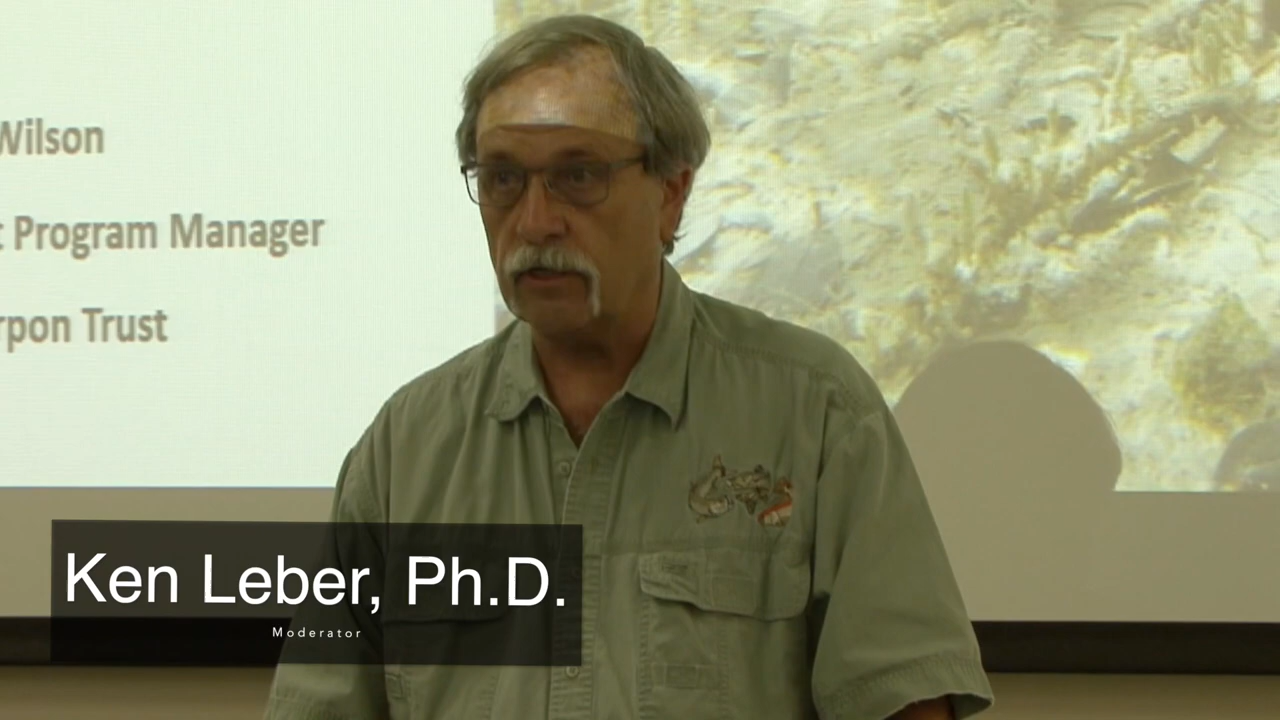 Wilson
Program Manager
rpon Trust
Ken Leber, Ph.D.
Moderator